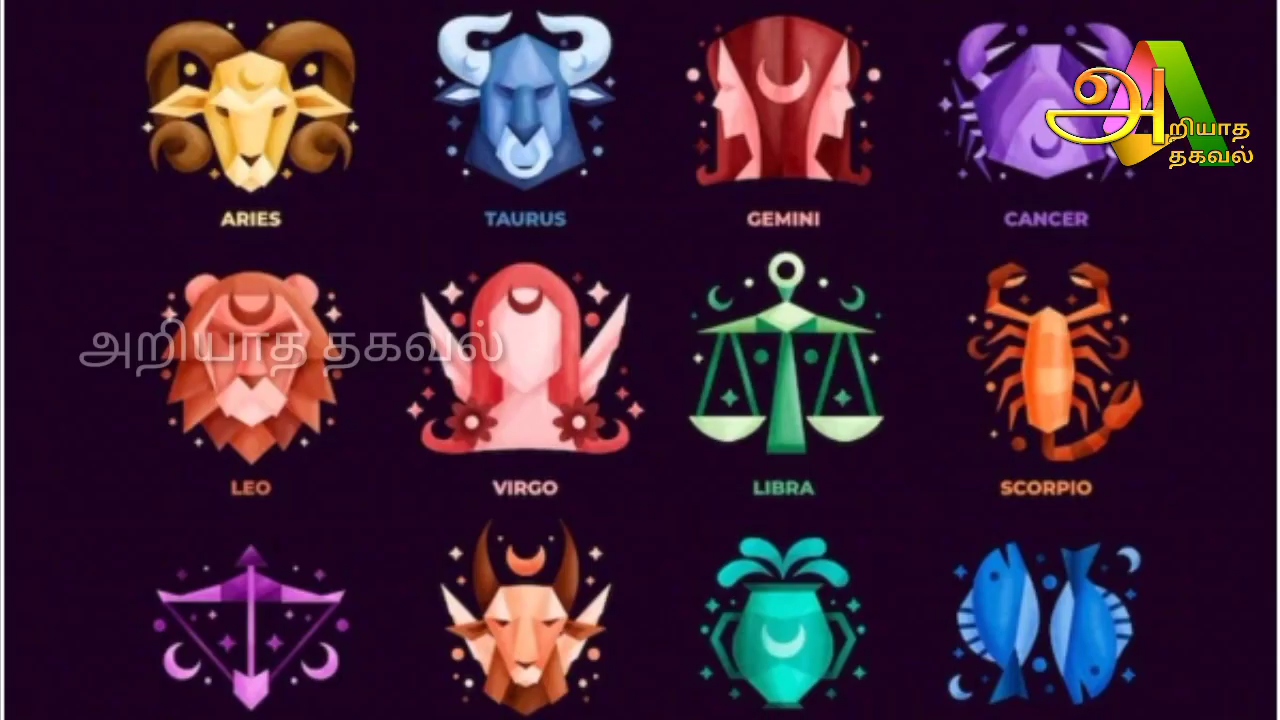 அறியாத
தகவல்
ARIES
TAURUS
GEMINI
CANCER
அறியாத தகவல்
LEO
VIRGO
LIBRA
SCORPIO